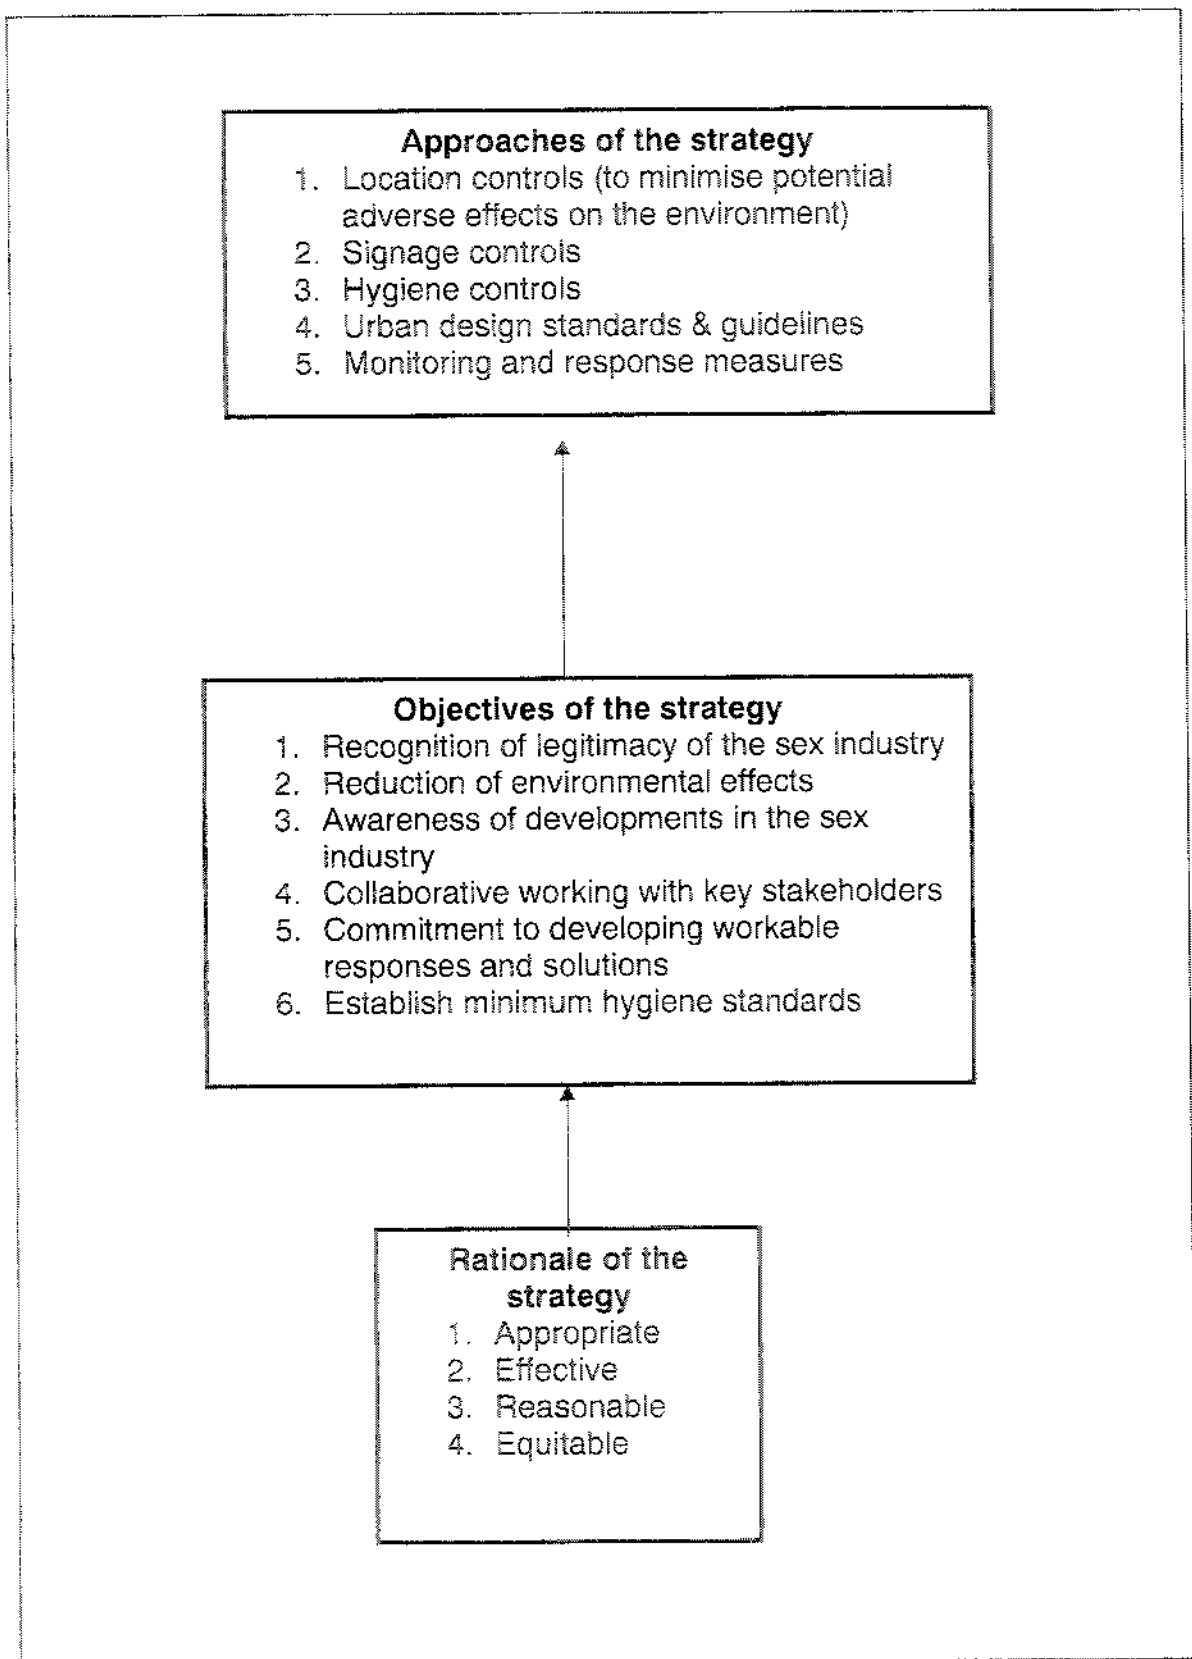 Approaches of the strategy
1. Location controls (to minimise potential
adverse effects on the environment)
2. Signage controls
3. Hygiene controls
4. Urban design standards & guidelines
5. Monitoring and response measures
Objectives of the strategy
1. Recognition of legitimacy of the sex industry
2. Reduction of environmental effects
3. Awareness of developments in the sex
industry
4. Collaborative working with key stakeholders
5. Commitment to developing workable
responses and solutions
6. Establish minimum hygiene standards
Rationale of the
strategy
1. Appropriate
2. Effective
3. Reasonable
4. Equitable